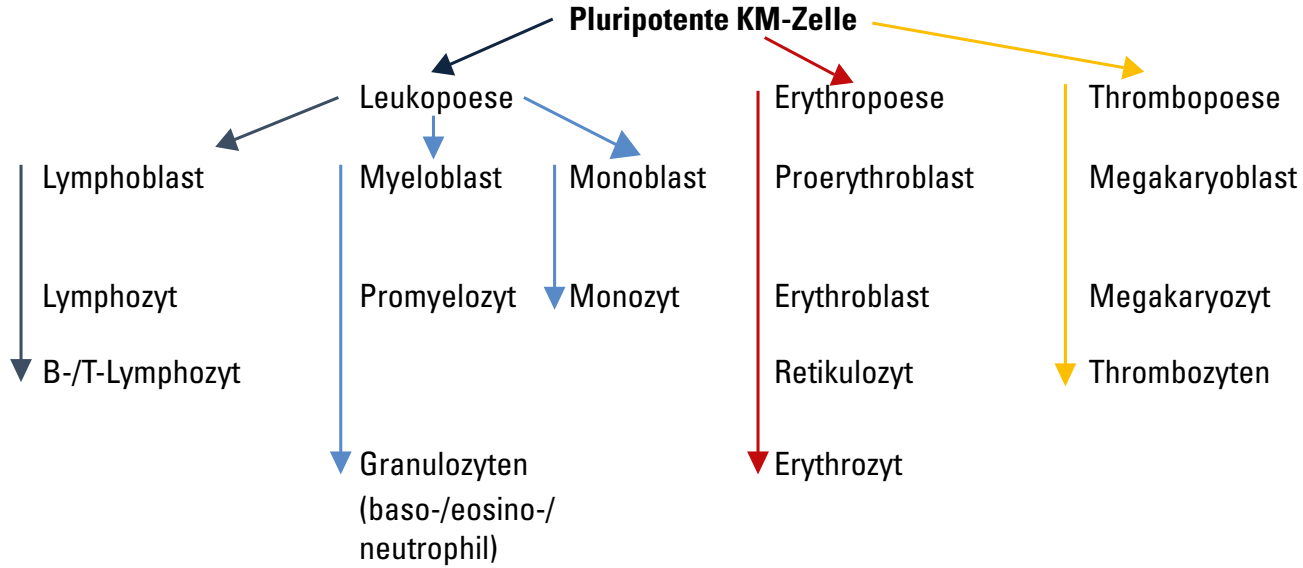 Pluripotente KM-Zelle
Leukopoese Erythropoese Thrombopoese
Lymphoblast Myeloblast Monoblast Proerythroblast Megakaryoblast
Lymphozyt Promyelozyt Monozyt Erythroblast Megakaryozyt
B-/T-Lymphozyt Retikulozyt Thrombozyten
Granulozyten Erythrozyt
(baso-/eosino-/
neutrophil)